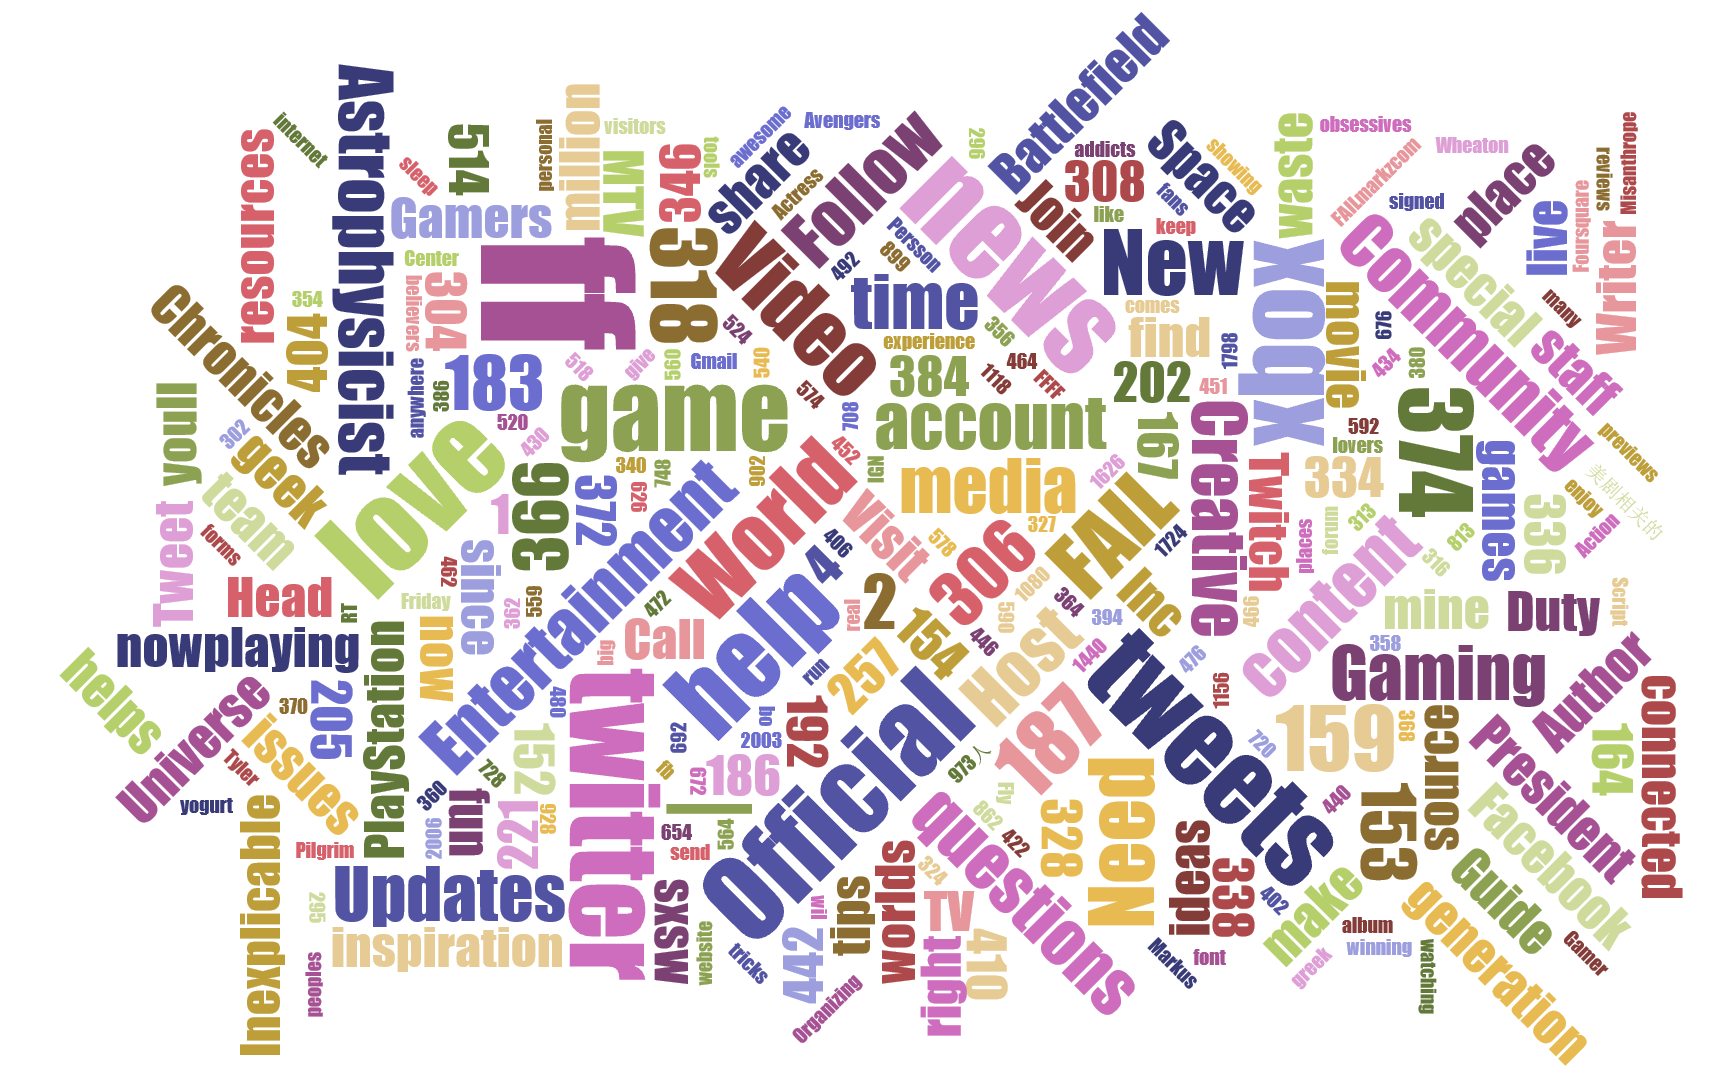 Battlefield
internet
Astrophysicist
514
sleep
personal
million
visitors
MTV
tools
346
awesome
share
Avengers
Actress
Follow
news
296
addicts
308
Join
like
fans
keep
space
showing
waste
obsessives
FAILmarkzcom
Wheaton
signed
place
reviews
Misanthrope
Foursquare
live
Writer
resources
Gamers
Center
believers
304
ff
318
Video
492
899
Persson
time
New
comes
find
xbox
movie
Community
special
staff
many
676
434
380
Chronicles
354
404
183
386
anywhere
520
430
518
give
560
Gmail
524
540
574
experience
356
464
FFFF
1118
384
202
1798
451
708
account
game
youll
302
geek
team
love
993
1
372
340
626
748
902
452
IGN
media
327
1626
167
Creative
Twitch
334
592
lovers
374
games
previews
美剧相关的
enjoy
Action
336
Tweet
forms
Head
RT
Friday
462
since
362
559
Entertainment
World
472
help
4
406
Visit
578
306
1080
590
364
394
FAIL
1724
Inc
994
places
forum
313
316
813
content
mine
Duty
script
358
nowplaying
helps
Universe
370
205
issues
Tyler
yogurt
PlayStation
now
Call
big
480
twitter
692
run
bo
2003
real
2
154
257
192
446
Host
1440
tweets
476
1156
Gaming
Author
connected
159
368
720
source
President
164
187
973人
Fly
862
422
fb
672
186
152
728
360
2006
fun
122
928
654
594
send
I
Official
questions
324
328
Need
440
153
Facebook
Guide
generation
Inexplicable
Pilgrim
Updates
inspiration
295
peoples
sxsw
website
tricks
wil
442
tips
worlds
TV
right
410
Organizing
ideas
338
402
make
album
winning
greek
font
Markus
watching
Gamer